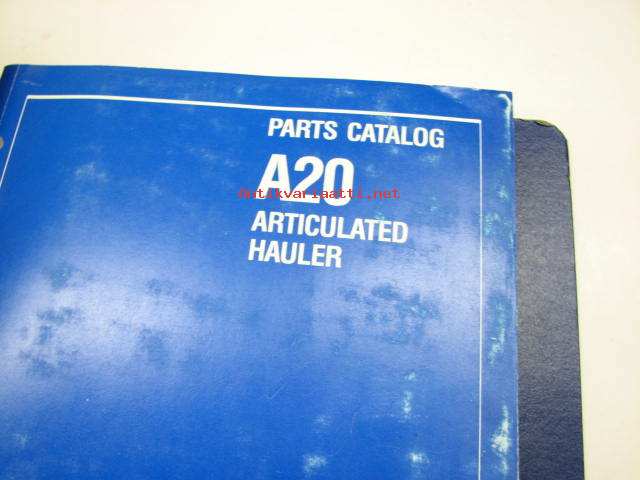 PARTS CATALOG
A20
antikvariaatti.net
ARTICULATED
HAULER